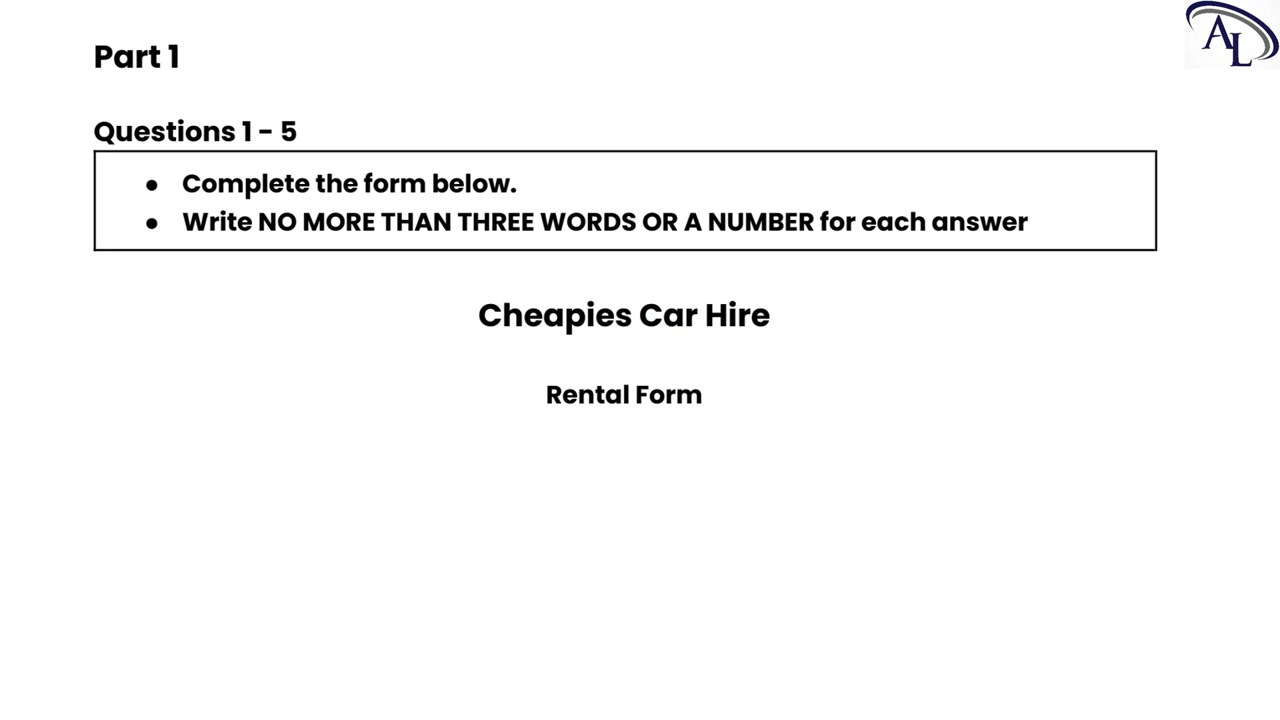 AL
Part 1
Questions 1 - 5
● Complete the form below.
● Write NO MORE THAN THREE WORDS OR A NUMBER for each answer
Cheapies Car Hire
Rental Form